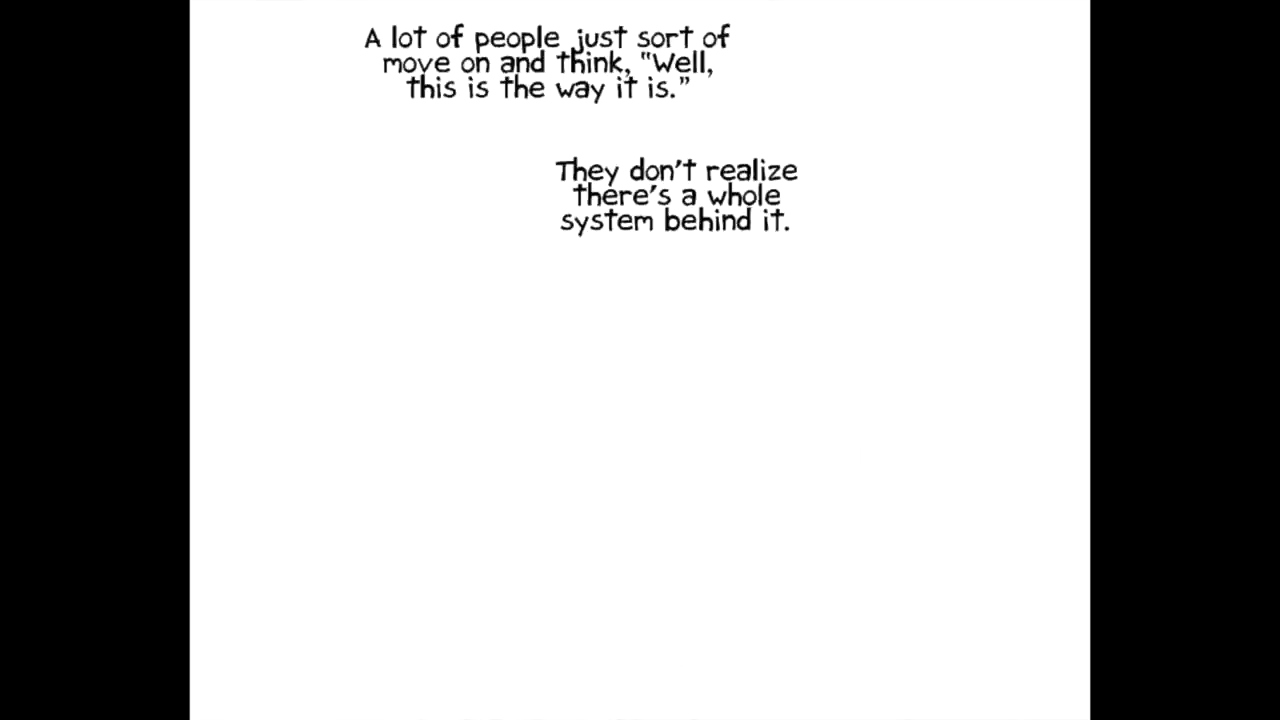 A lot of people just sort of
move on and think, "Well,
this is the way it is.”
They don't realize
there's a whole
system behind it.